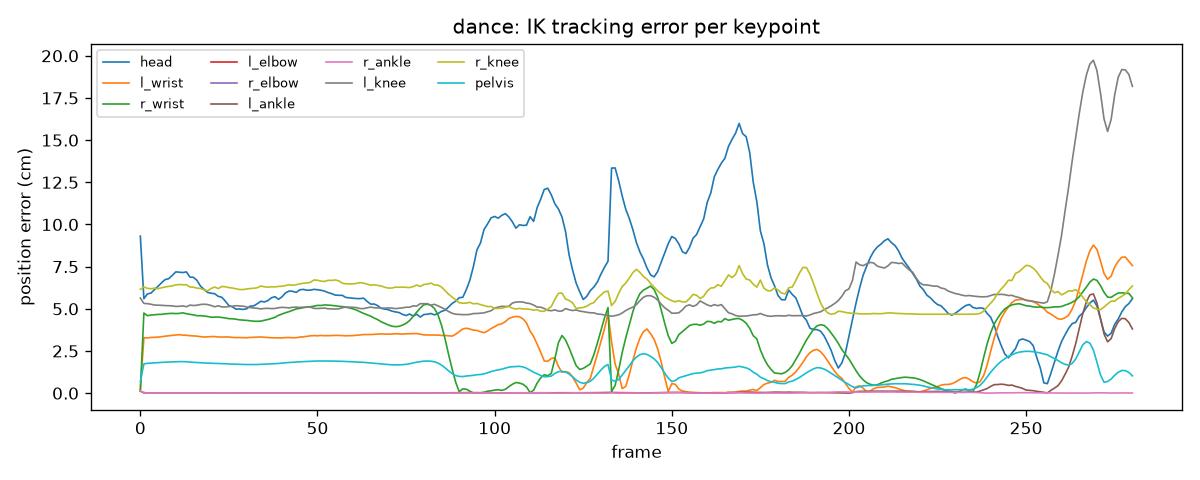 dance: IK tracking error per keypoint
position error (cm)
20.0
17.5
15.0
12.5
10.0
7.5
5.0
2.5
0.0
head l_elbow r_ankle r_knee
l_wrist r_elbow l_knee pelvis
r_wrist l_ankle
0 50 100 150 200 250
frame